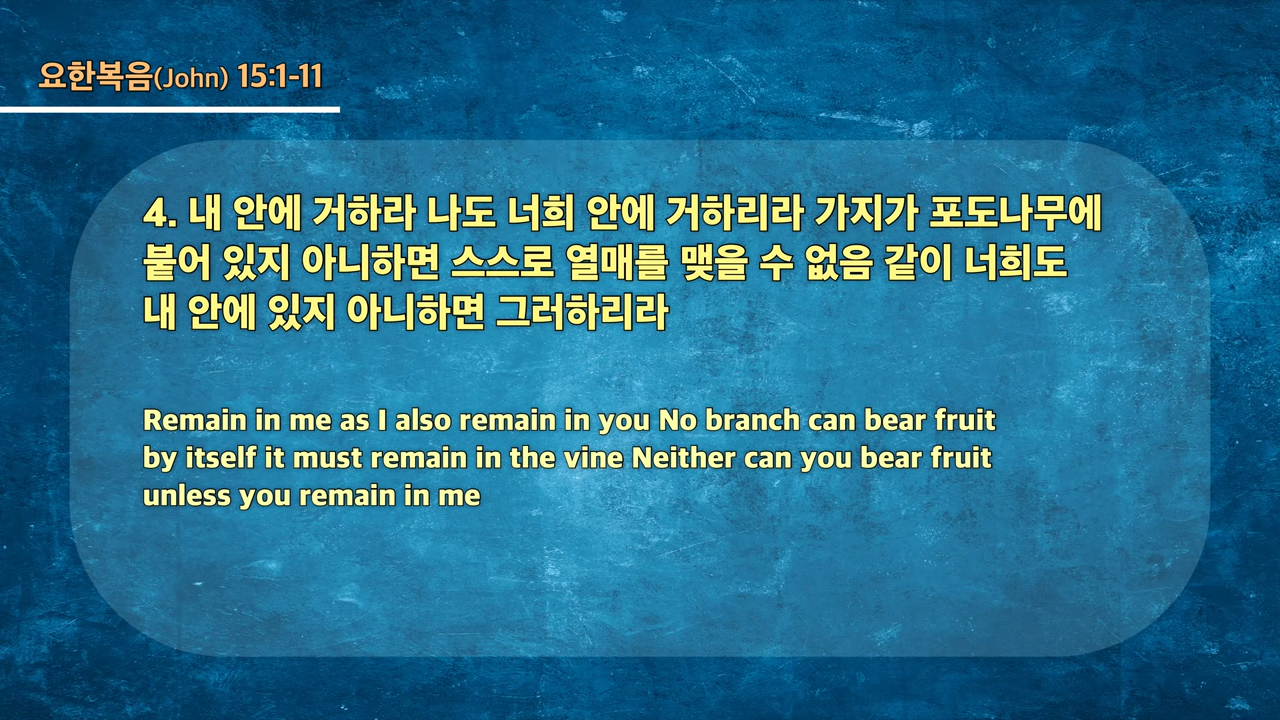 요한복음(John) 15:1-11
4. 내 안에 거하라 나도 너희 안에 거하리라 가지가 포도나무에
붙어 있지 아니하면 스스로 열매를 맺을 수 없음 같이 너희도
내 안에 있지 아니하면 그러하리라
Remain in me as I also remain in you No branch can bear fruit
by itself it must remain in the vine Neither can you bear fruit
unless you remain in me